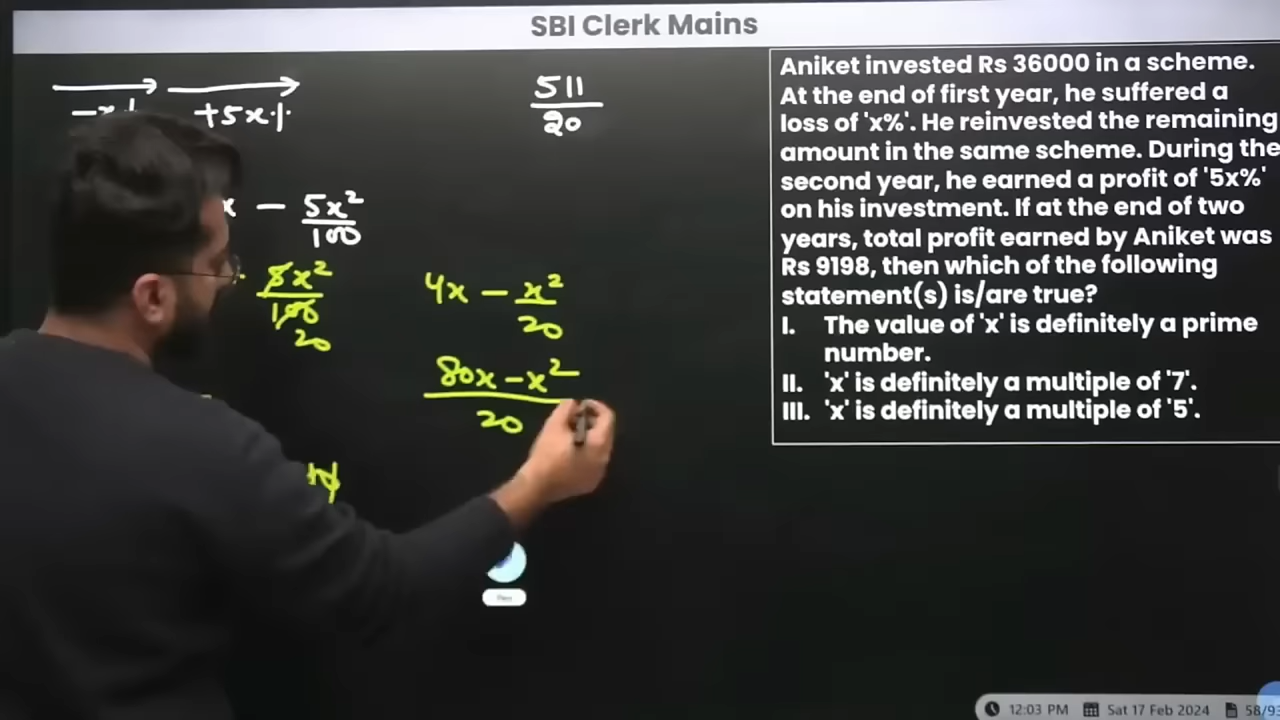 SBI Clerk Mains
+5x%
511
20
x - 5x²
100
5x²
100
20
4x - x²
20
80x - x²
20
Aniket invested Rs 36000 in a scheme.
At the end of first year, he suffered a
loss of 'x%'. He reinvested the remaining
amount in the same scheme. During the
second year, he earned a profit of '5x%'
on his investment. If at the end of two
years, total profit earned by Aniket was
Rs 9198, then which of the following
statement(s) is/are true?
I. The value of 'x' is definitely a prime
number.
II. 'x' is definitely a multiple of '7'.
III. 'x' is definitely a multiple of '5'.
12:03 PM Sat 17 Feb 2024 58/93